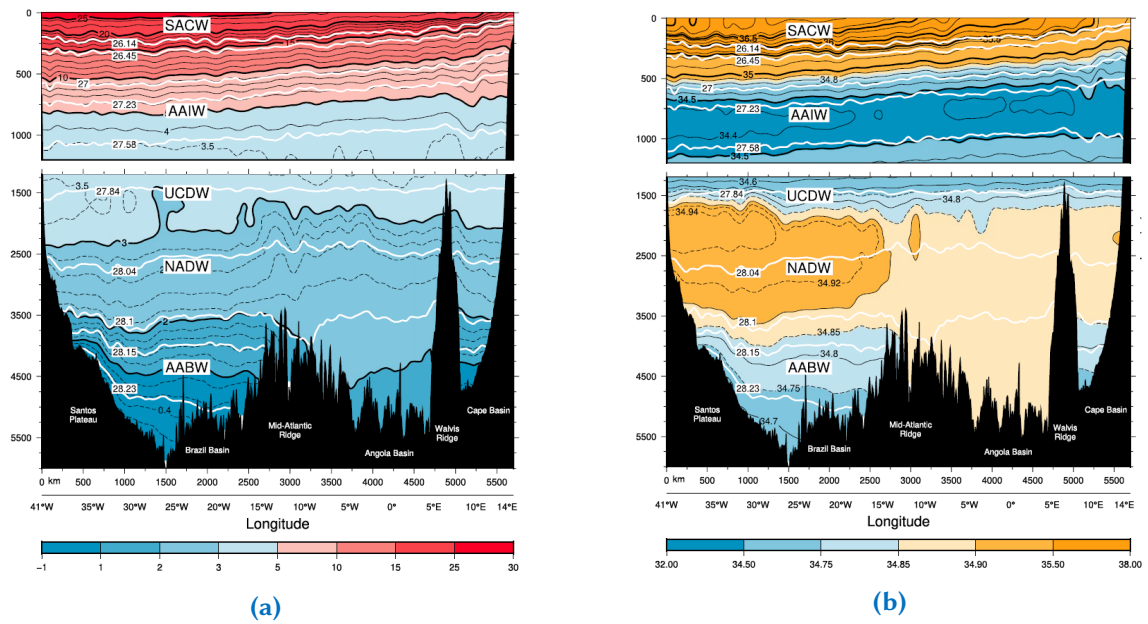 0
500
1000
1500
2500
3500
4500
5500
SACW
25
20
26.14
26.45
10
27
27.23
AAIW
4
27.58
3.5
3.5
27.84
UCDW
3
28.04
NADW
28.1
2
28.15
AABW
28.23
0.4
Santos
Plateau
Brazil Basin
Mid-Atlantic
Ridge
Angola Basin
Walvis
Ridge
Cape Basin
0 km 500 1000 1500 2000 2500 3000 3500 4000 4500 5000 5500
41°W 35°W 30°W 25°W 20°W 15°W 10°W 5°W 0° 5°E 10°E 14°E
Longitude
-1 1 2 3 5 10 15 25 30
(a)
0
500
1000
1500
2500
3500
4500
5500
SACW
36.5
26.14
26.45
35
34.8
27
34.5
27.23
AAIW
34.4
27.58
34.5
34.6
27.84
UCDW
34.8
34.94
28.04
NADW
34.92
28.1
34.85
28.15
34.8
AABW
28.23
34.75
34.7
Santos
Plateau
Brazil Basin
Mid-Atlantic
Ridge
Angola Basin
Walvis
Ridge
Cape Basin
0 km 500 1000 1500 2000 2500 3000 3500 4000 4500 5000 5500
41°W 35°W 30°W 25°W 20°W 15°W 10°W 5°W 0° 5°E 10°E 14°E
Longitude
32.00 34.50 34.75 34.85 34.90 35.50 38.00
(b)